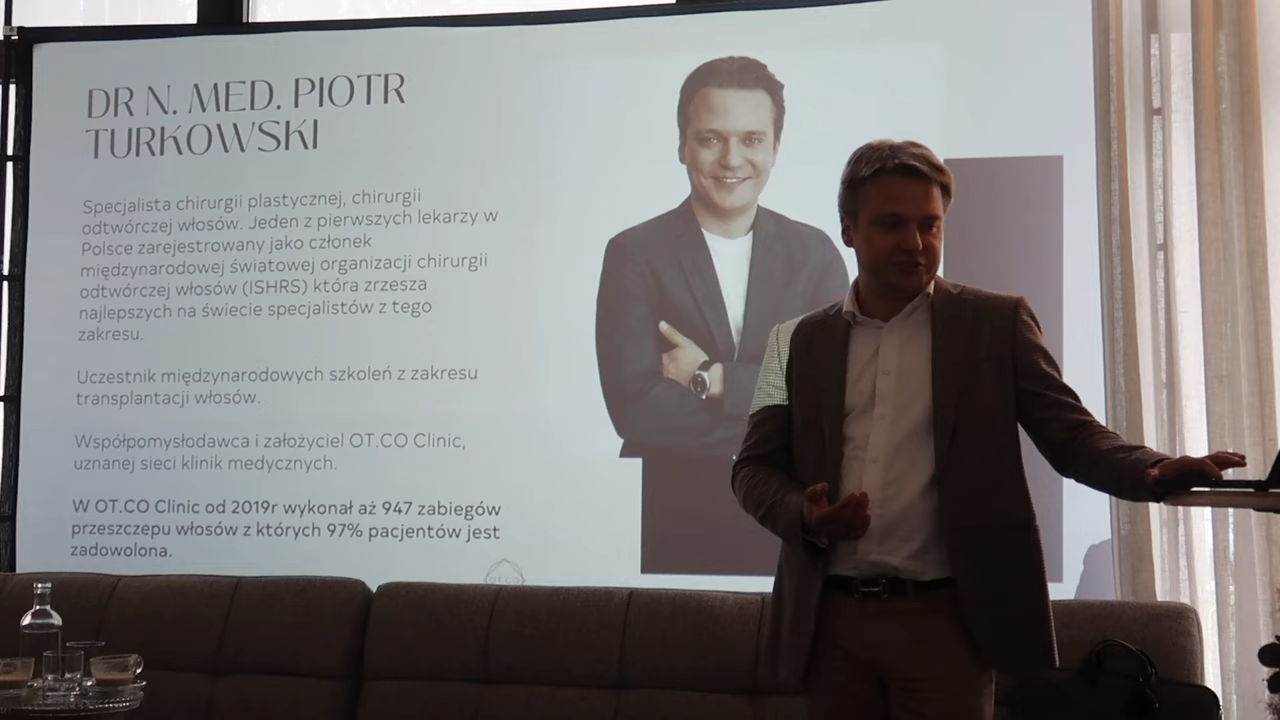 DR N. MED. PIOTR
TURKOWSKI
Specjalista chirurgii plastycznej, chirurgii
odtwórczej włosów. Jeden z pierwszych lekarzy w
Polsce zarejestrowany jako członek
międzynarodowej światowej organizacji chirurgii
odtwórczej włosów (ISHRS) która zrzesza
najlepszych na świecie specjalistów z tego
zakresu.
Uczestnik międzynarodowych szkoleń z zakresu
transplantacji włosów.
Współpomysłodawca i założyciel OT.CO Clinic,
uznanej sieci klinik medycznych.
W OT.CO Clinic od 2019r wykonał aż 947 zabiegów
przeszczepu włosów z których 97% pacjentów jest
zadowolona.
OT.CO